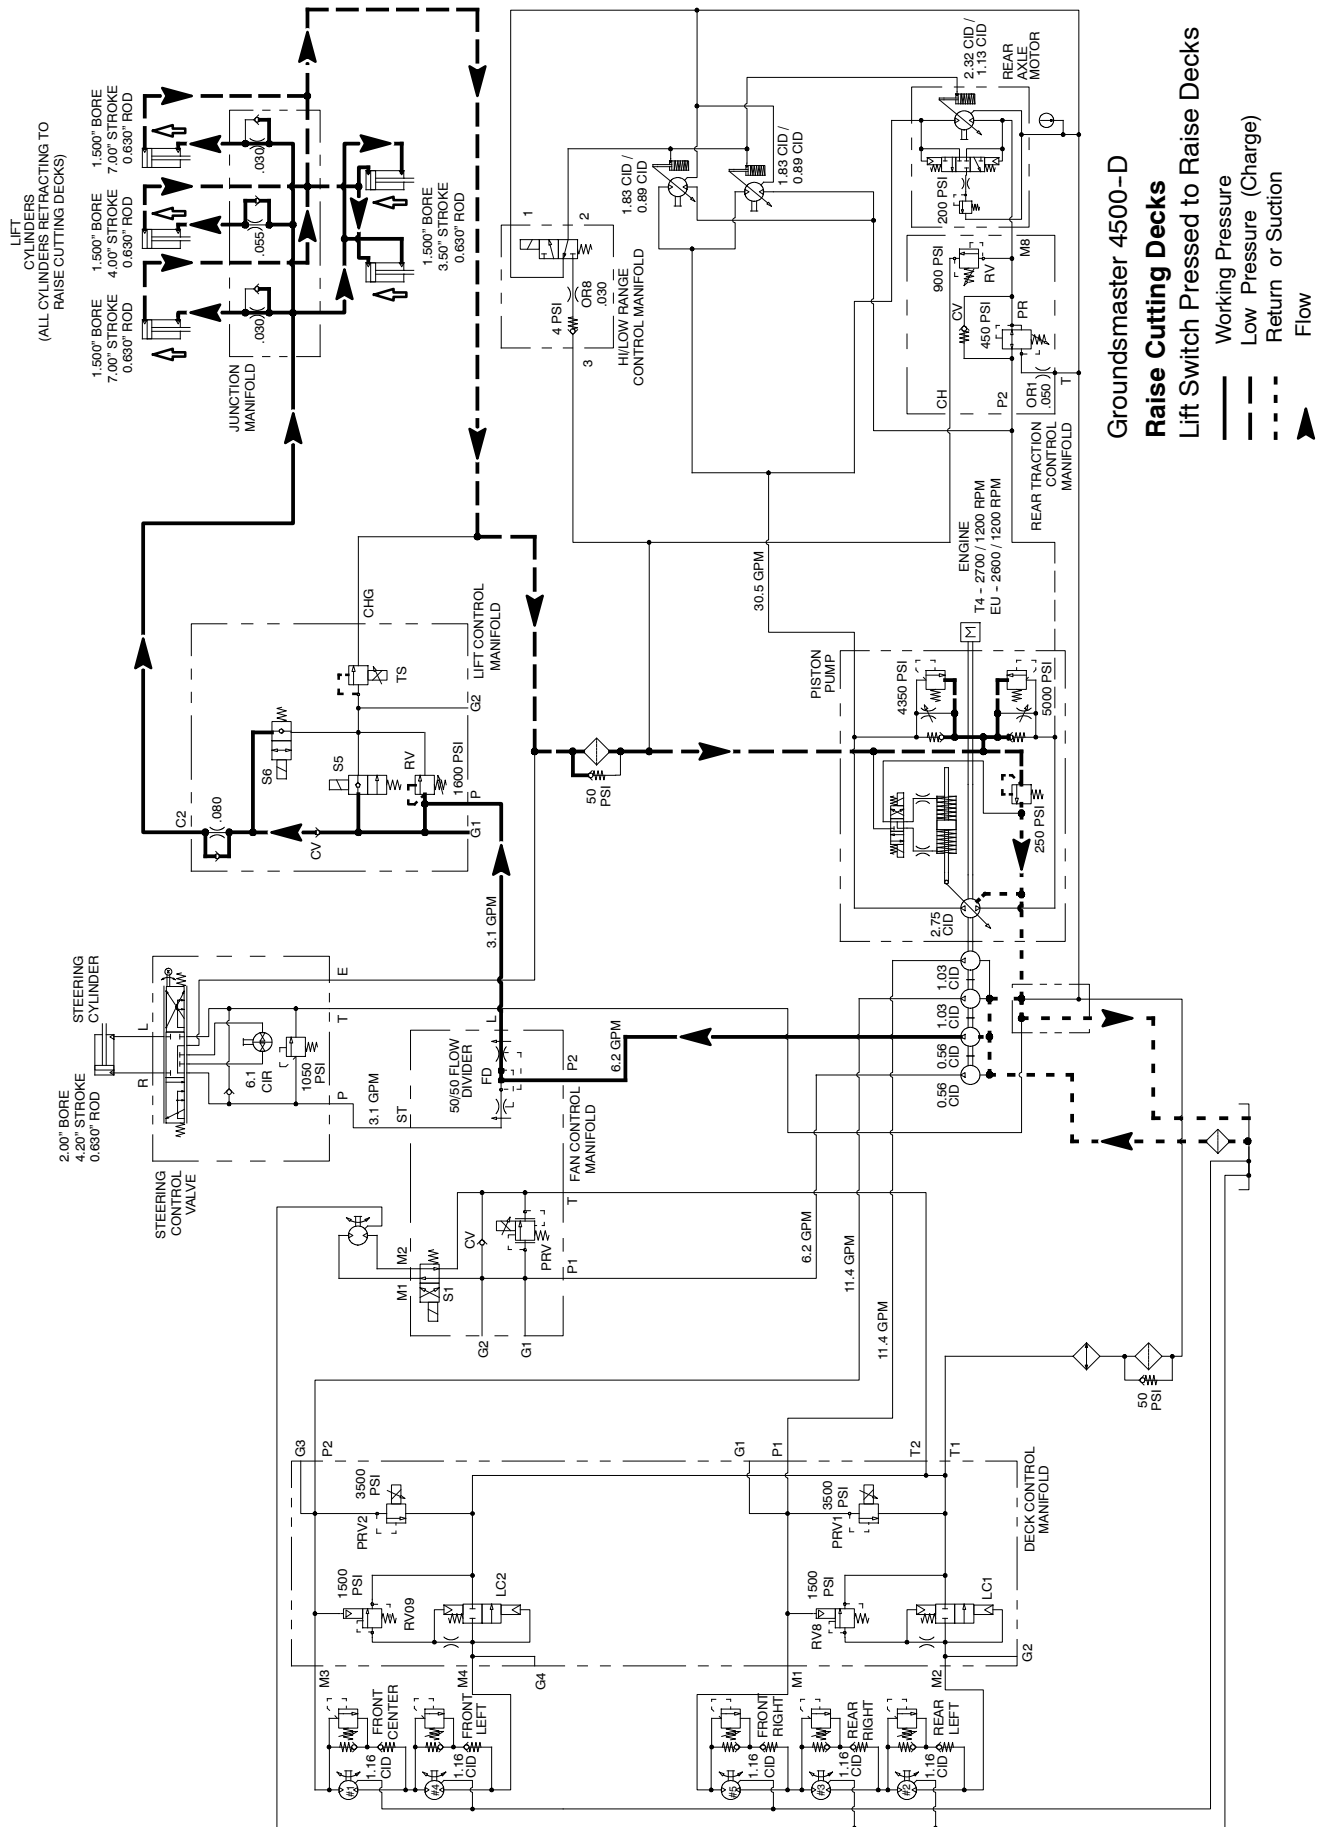 LIFT
CYLINDERS
(ALL CYLINDERS RETRACTING TO
RAISE CUTTING DECKS)
1.500" BORE
7.00" STROKE
0.630" ROD
1.500" BORE
4.00" STROKE
0.630" ROD
1.500" BORE
7.00" STROKE
0.630" ROD
.030
.055
.030
JUNCTION
MANIFOLD
1.500" BORE
3.50" STROKE
0.630" ROD
1
2
3
4 PSI
OR8
.030
HI/LOW RANGE
CONTROL MANIFOLD
1.83 CID /
0.89 CID
1.83 CID /
0.89 CID
2.32 CID /
1.13 CID
REAR
AXLE
MOTOR
200 PSI
900 PSI
RV
M8
CV
450 PSI
PR
CH
P2
OR1
.050
T
REAR TRACTION
CONTROL
MANIFOLD
Groundsmaster 4500-D
Raise Cutting Decks
Lift Switch Pressed to Raise Decks
Working Pressure
Low Pressure (Charge)
Return or Suction
Flow
30.5 GPM
ENGINE
T4 - 2700 / 1200 RPM
EU - 2600 / 1200 RPM
M
PISTON
PUMP
4350 PSI
5000 PSI
250 PSI
2.75
CID
1.03
CID
1.03
CID
0.56
CID
0.56
CID
50
PSI
C2
.080
CV
S6
S5
RV
1600 PSI
P
G1
G2
TS
CHG
LIFT CONTROL
MANIFOLD
3.1 GPM
STEERING
CYLINDER
2.00" BORE
4.20" STROKE
0.630" ROD
L
R
STEERING
CONTROL
VALVE
6.1
CIR
1050
PSI
E
T
P
3.1 GPM
ST
L
50/50 FLOW
DIVIDER
FD
P2
6.2 GPM
FAN CONTROL
MANIFOLD
T
M2
M1
S1
CV
PRV
P1
G2
G1
6.2 GPM
11.4 GPM
11.4 GPM
50
PSI
G3
P2
3500
PSI
PRV2
1500
PSI
RV09
LC2
G1
P1
T2
T1
3500
PSI
PRV1
1500
PSI
RV8
LC1
DECK CONTROL
MANIFOLD
M3
M4
G4
M1
M2
G2
#1
FRONT
CENTER
1.16
CID
#4
FRONT
LEFT
1.16
CID
#5
FRONT
RIGHT
1.16
CID
#3
REAR
RIGHT
1.16
CID
#2
REAR
LEFT
1.16
CID